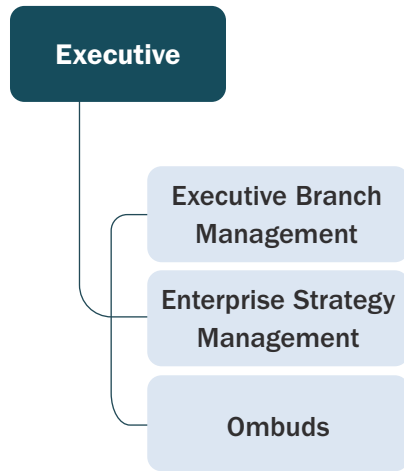 Executive
Executive Branch
Management
Enterprise Strategy
Management
Ombuds